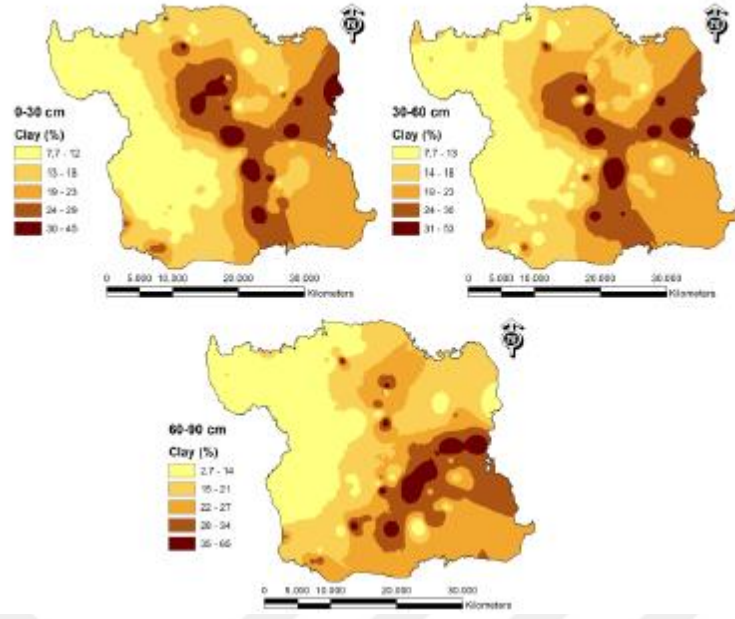 0-30 cm
Clay (%)
7,7 - 12
13 - 18
19 - 23
24 - 29
30 - 45
0 5.000 10.000 20.000 30.000
Kilometers
30-60 cm
Clay (%)
7,7 - 13
14 - 18
19 - 23
24 - 30
31 - 52
0 5.000 10.000 20.000 30.000
Kilometers
60-90 cm
Clay (%)
2,7 - 14
15 - 21
22 - 27
28 - 34
35 - 65
0 5.000 10.000 20.000 30.000
Kilometers